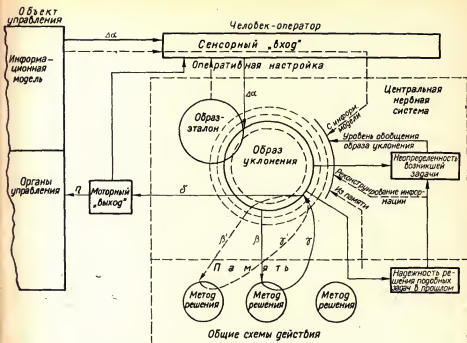 Объект
управления
Человек-оператор
Δα
Сенсорный „вход"
Информа-
ционная
модель
Оперативная настройка
Δα
Центральная
нервная
система
Образ-
эталон
С информ.
модели
Уровень обобщения
образа уклонения
Образ
уклонения
Неопределенность
возникшей
задачи
Реконструирование инфор-
мации
Из памяти
Органы
управления
η
Моторный
„выход"
δ
β'
β
γ'
γ
Память
Надежность ре-
шения подобных
задач в прошлом
Метод
решения
Метод
решения
Метод
решения
Общие схемы действия